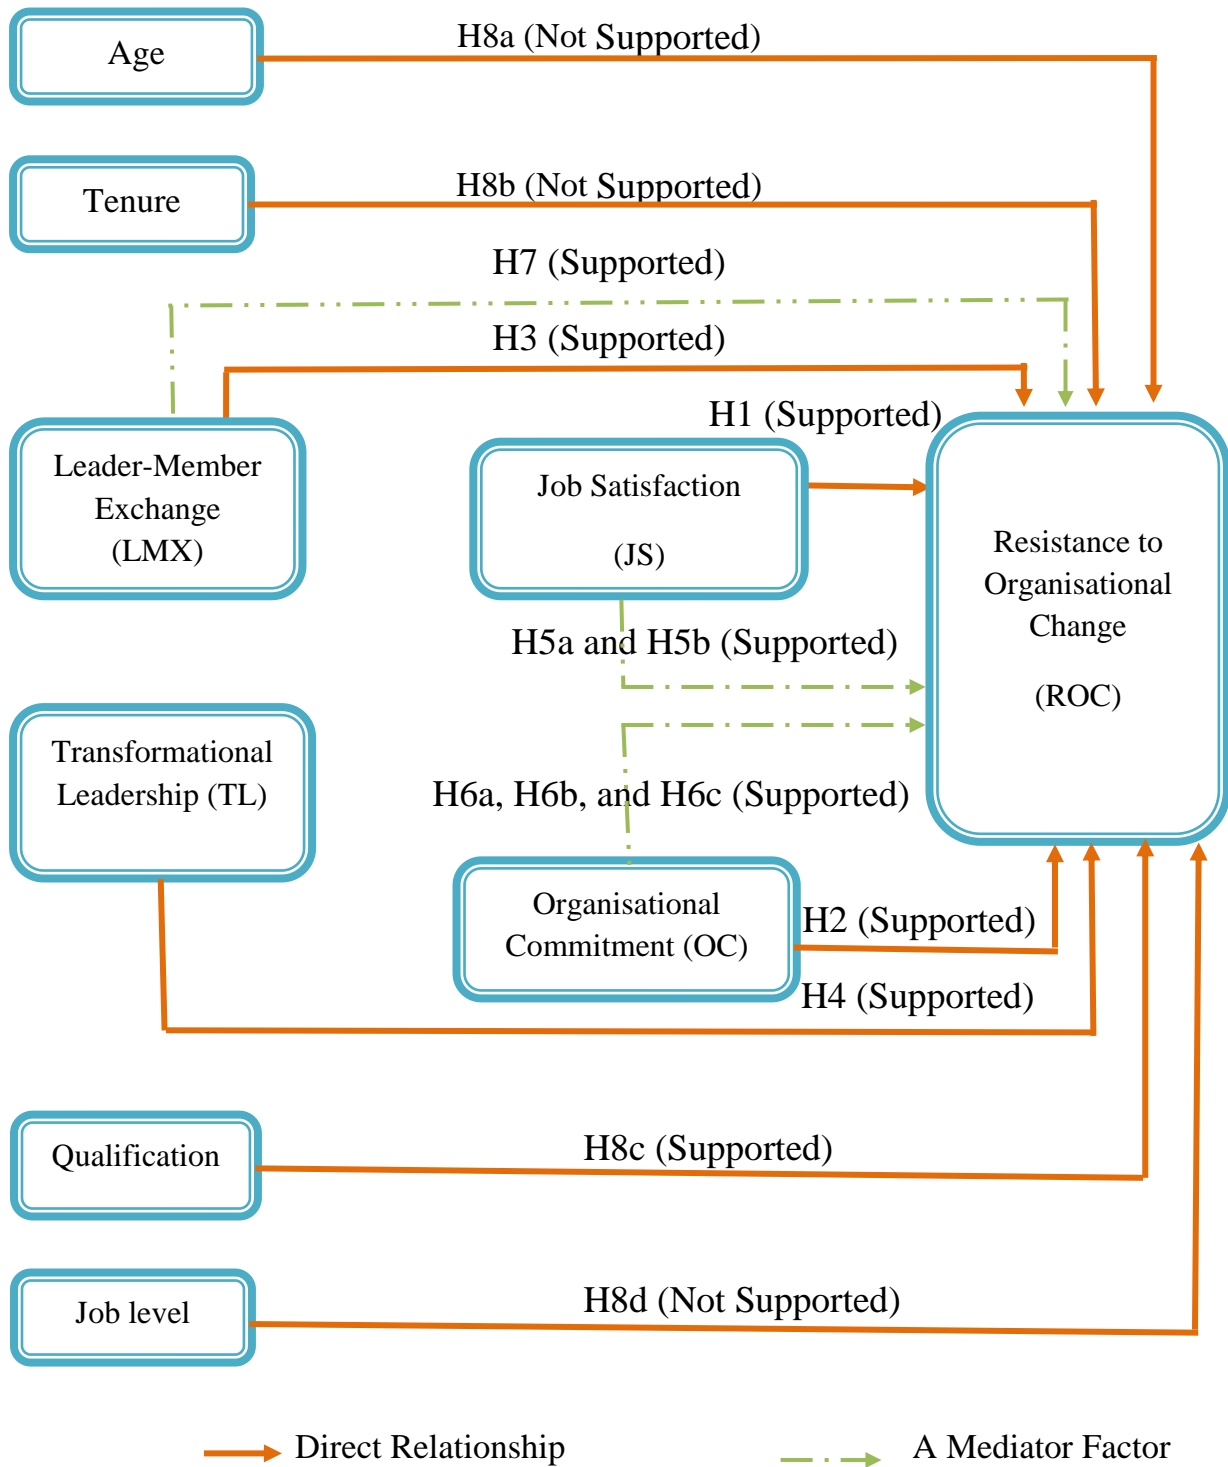 H8a (Not Supported)
Age
H8b (Not Supported)
Tenure
H7 (Supported)
H3 (Supported)
H1 (Supported)
Leader-Member
Exchange
(LMX)
Job Satisfaction
(JS)
Resistance to
Organisational
Change
(ROC)
H5a and H5b (Supported)
Transformational
Leadership (TL)
H6a, H6b, and H6c (Supported)
Organisational
Commitment (OC)
H2 (Supported)
H4 (Supported)
Qualification
H8c (Supported)
Job level
H8d (Not Supported)
Direct Relationship
A Mediator Factor